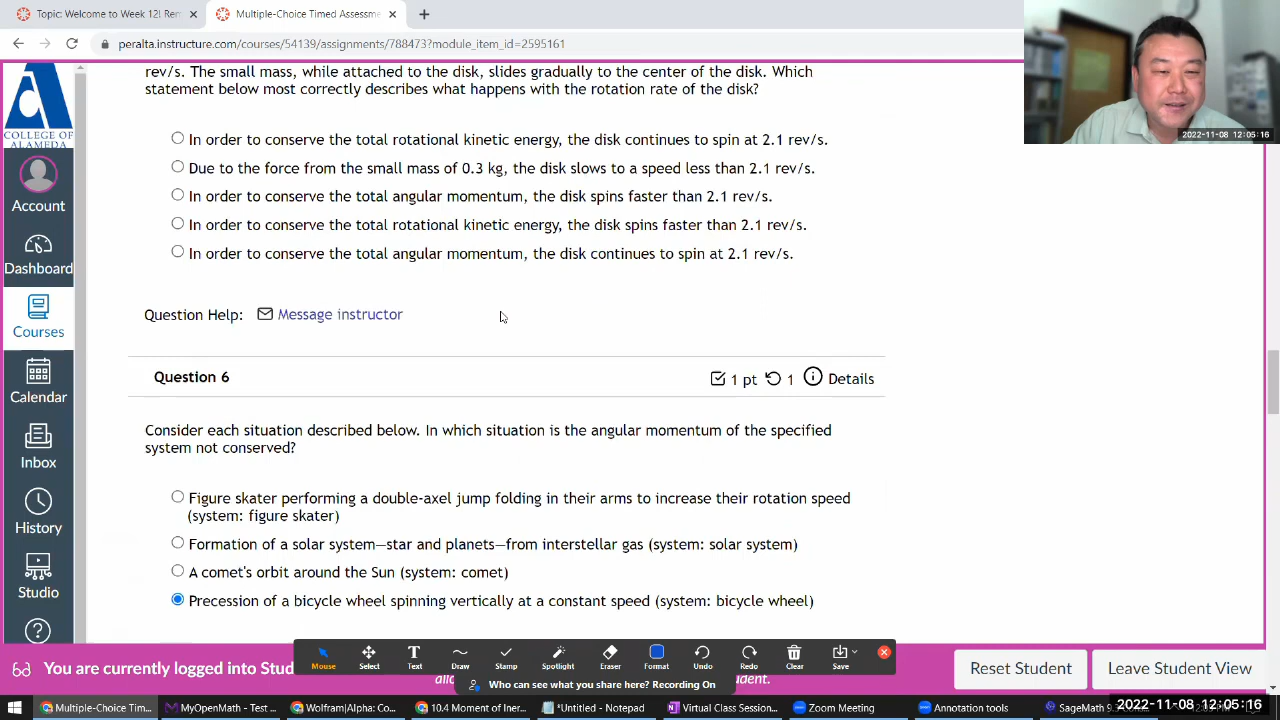 Topic: Welcome to Week 12! Rem
Multiple-Choice Timed Assessme
peralta.instructure.com/courses/54139/assignments/788473?module_item_id=2595161
2022-11-08 12:05:16
COLLEGE OF
ALAMEDA
Account
Dashboard
Courses
Calendar
Inbox
History
Studio
rev/s. The small mass, while attached to the disk, slides gradually to the center of the disk. Which
statement below most correctly describes what happens with the rotation rate of the disk?
In order to conserve the total rotational kinetic energy, the disk continues to spin at 2.1 rev/s.
Due to the force from the small mass of 0.3 kg, the disk slows to a speed less than 2.1 rev/s.
In order to conserve the total angular momentum, the disk spins faster than 2.1 rev/s.
In order to conserve the total rotational kinetic energy, the disk spins faster than 2.1 rev/s.
In order to conserve the total angular momentum, the disk continues to spin at 2.1 rev/s.
Question Help: Message instructor
Question 6
1 pt 1 Details
Consider each situation described below. In which situation is the angular momentum of the specified
system not conserved?
Figure skater performing a double-axel jump folding in their arms to increase their rotation speed
(system: figure skater)
Formation of a solar system—star and planets—from interstellar gas (system: solar system)
A comet's orbit around the Sun (system: comet)
Precession of a bicycle wheel spinning vertically at a constant speed (system: bicycle wheel)
Mouse Select Text Draw Stamp Spotlight Eraser Format Undo Redo Clear Save
You are currently logged into Stud
Who can see what you share here? Recording On
Reset Student
Leave Student View
Multiple-Choice Tim...
MyOpenMath - Test ...
Wolfram|Alpha: Co...
10.4 Moment of Iner...
*Untitled - Notepad
Virtual Class Session...
Zoom Meeting
Annotation tools
SageMath 9.
2022-11-08 12:05:16